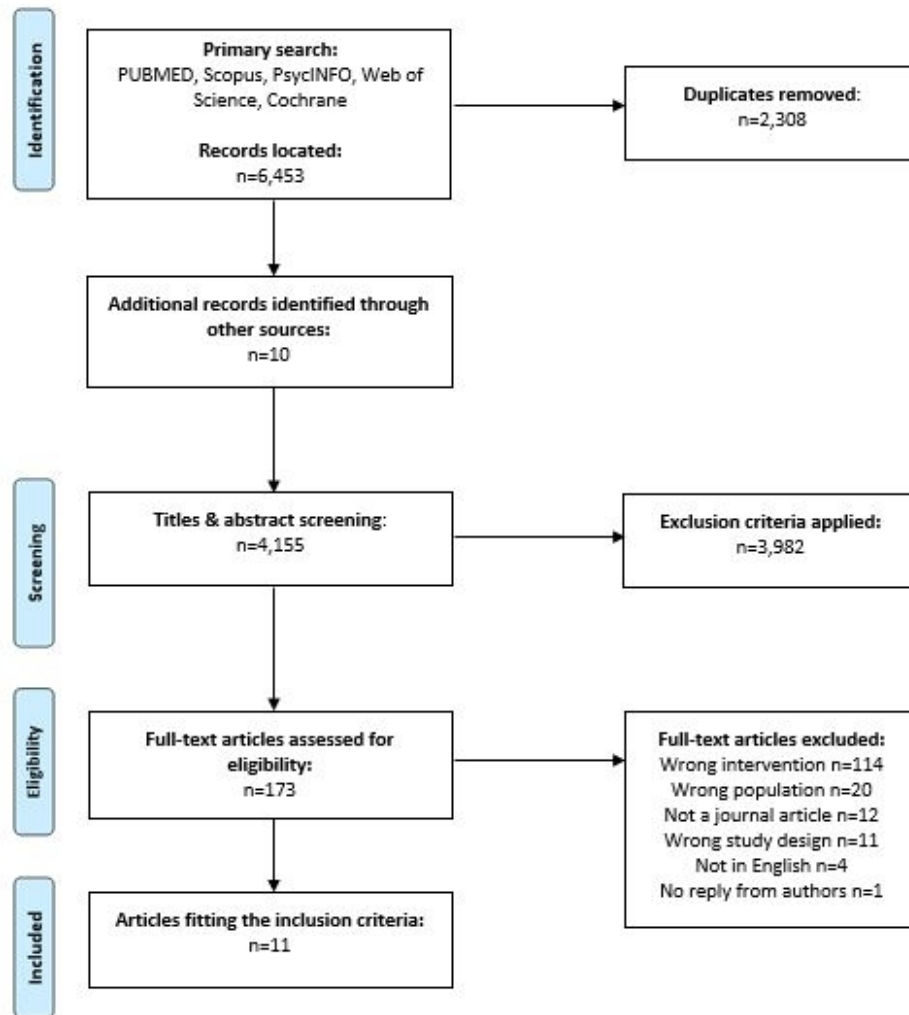 Identification
Primary search:
PUBMED, Scopus, PsycINFO, Web of
Science, Cochrane
Records located:
n=6,453
Duplicates removed:
n=2,308
Additional records identified through
other sources:
n=10
Screening
Titles & abstract screening:
n=4,155
Exclusion criteria applied:
n=3,982
Eligibility
Full-text articles assessed for
eligibility:
n=173
Full-text articles excluded:
Wrong intervention n=114
Wrong population n=20
Not a journal article n=12
Wrong study design n=11
Not in English n=4
No reply from authors n=1
Included
Articles fitting the inclusion criteria:
n=11